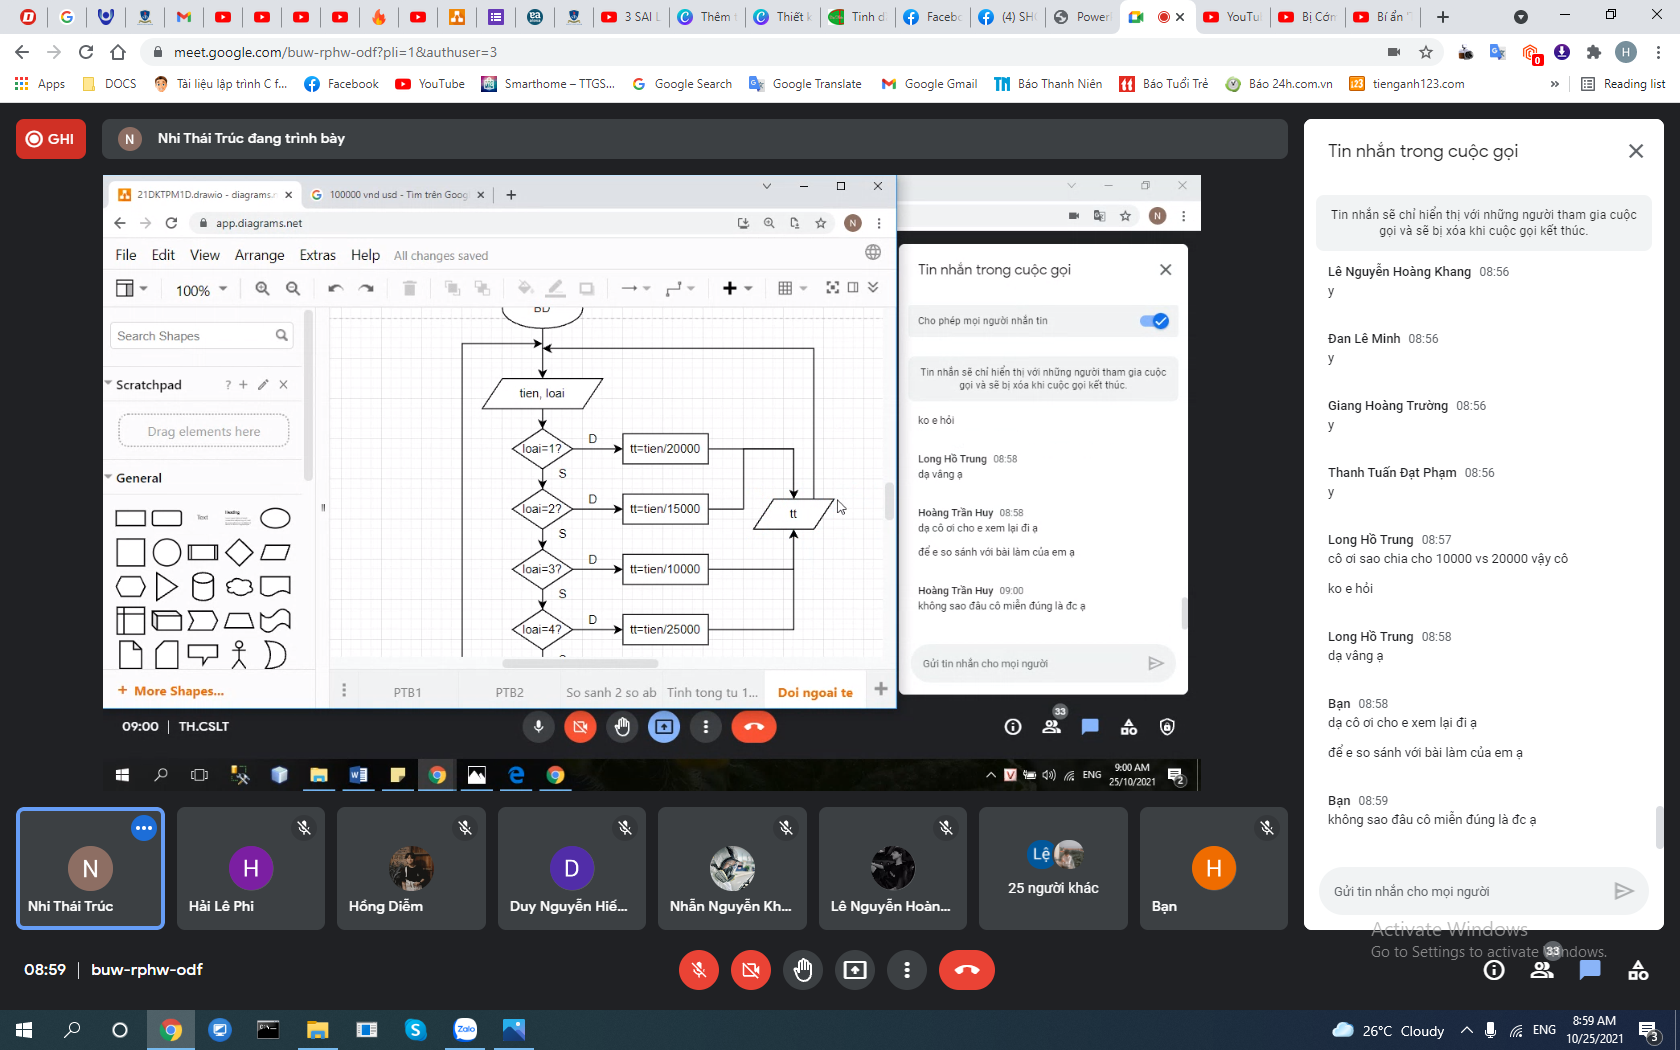 3 SAI L
Thêm t
Thiết k
Tinh d
Facebo
(4) SHO
Power
YouTu
Bị Cớm
Bí ẩn
meet.google.com/buw-rphw-odf?pli=1&authuser=3
H
0
Apps
DOCS
Tài liệu lập trình C f...
Facebook
YouTube
Smarthome – TTGS...
Google Search
Google Translate
Google Gmail
Báo Thanh Niên
Báo Tuổi Trẻ
Báo 24h.com.vn
tienganh123.com
»
Reading list
GHI
N
Nhi Thái Trúc đang trình bày
21DKTPM1D.drawio - diagrams.n
100000 vnd usd - Tìm trên Goog
app.diagrams.net
N
File
Edit
View
Arrange
Extras
Help
All changes saved
100%
Search Shapes
Scratchpad
?
Drag elements here
General
Text
Heading
More Shapes...
BD
tien, loai
loai=1?
D
tt=tien/20000
S
loai=2?
D
tt=tien/15000
tt
S
loai=3?
D
tt=tien/10000
S
loai=4?
D
tt=tien/25000
PTB1
PTB2
So sanh 2 so ab
Tinh tong tu 1...
Doi ngoai te
N
Tin nhắn trong cuộc gọi
Cho phép mọi người nhắn tin
Tin nhắn sẽ chỉ hiển thị với những người tham gia cuộc
gọi và sẽ bị xóa khi cuộc gọi kết thúc.
ko e hỏi
Long Hồ Trung 08:58
dạ vâng ạ
Hoàng Trần Huy 08:58
dạ cô ơi cho e xem lại đi ạ
để e so sánh với bài làm của em ạ
Hoàng Trần Huy 09:00
không sao đâu cô miễn đúng là đc ạ
Gửi tin nhắn cho mọi người
09:00 | TH.CSLT
33
ENG
9:00 AM
25/10/2021
2
N
Nhi Thái Trúc
H
Hải Lê Phi
Hồng Diễm
D
Duy Nguyễn Hiế...
Nhẫn Nguyễn Kh...
Lê Nguyễn Hoàn...
Lệ
25 người khác
H
Bạn
Tin nhắn trong cuộc gọi
Tin nhắn sẽ chỉ hiển thị với những người tham gia cuộc
gọi và sẽ bị xóa khi cuộc gọi kết thúc.
Lê Nguyễn Hoàng Khang 08:56
y
Đan Lê Minh 08:56
y
Giang Hoàng Trường 08:56
y
Thanh Tuấn Đạt Phạm 08:56
y
Long Hồ Trung 08:57
cô ơi sao chia cho 10000 vs 20000 vậy cô
ko e hỏi
Long Hồ Trung 08:58
dạ vâng ạ
Bạn 08:58
dạ cô ơi cho e xem lại đi ạ
để e so sánh với bài làm của em ạ
Bạn 08:59
không sao đâu cô miễn đúng là đc ạ
Gửi tin nhắn cho mọi người
Activate Windows
Go to Settings to activate Windows.
08:59 | buw-rphw-odf
33
Zalo
26°C Cloudy
ENG
8:59 AM
10/25/2021
3